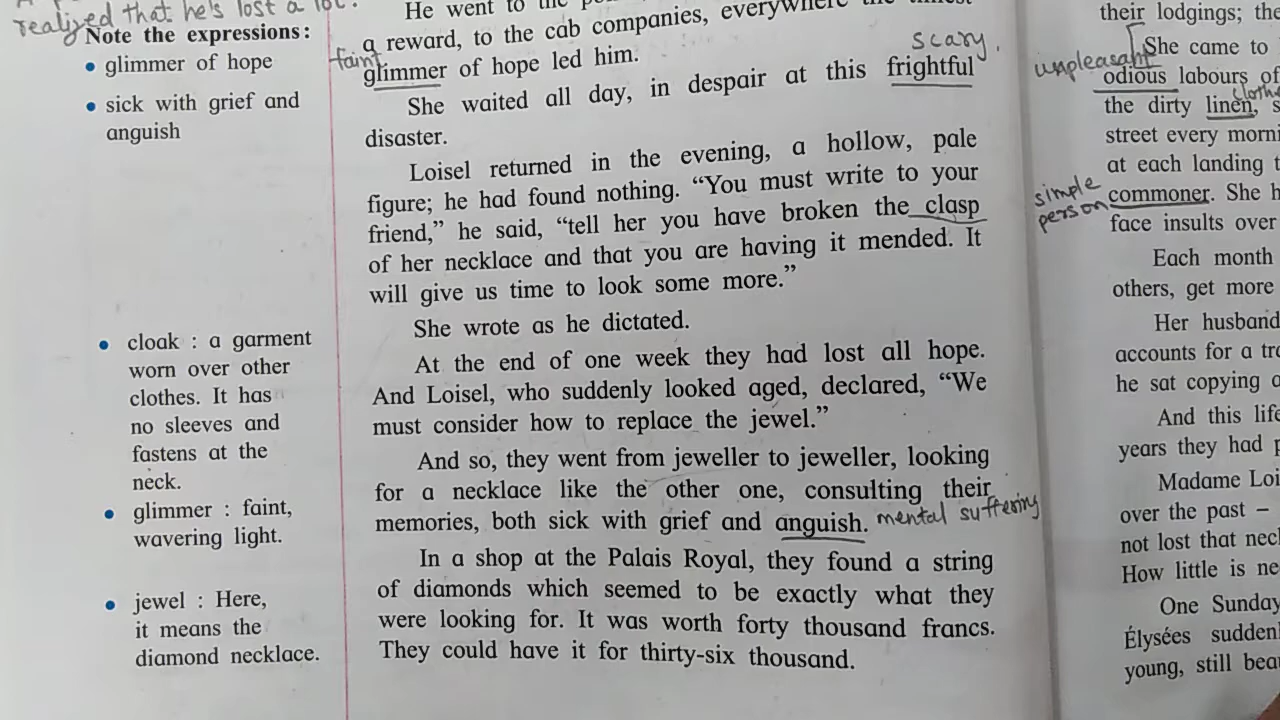 realized that he's lost a lot.
Note the expressions:
• glimmer of hope
• sick with grief and
anguish
• cloak : a garment
worn over other
clothes. It has
no sleeves and
fastens at the
neck.
• glimmer : faint,
wavering light.
• jewel : Here,
it means the
diamond necklace.
He went to the
a reward, to the cab companies, everywhere the
faint
glimmer of hope led him.
scary.
She waited all day, in despair at this frightful
disaster.
Loisel returned in the evening, a hollow, pale
figure; he had found nothing. “You must write to your
friend,” he said, “tell her you have broken the clasp
of her necklace and that you are having it mended. It
will give us time to look some more.”
She wrote as he dictated.
At the end of one week they had lost all hope.
And Loisel, who suddenly looked aged, declared, “We
must consider how to replace the jewel.”
And so, they went from jeweller to jeweller, looking
for a necklace like the other one, consulting their
memories, both sick with grief and anguish. mental suffering
In a shop at the Palais Royal, they found a string
of diamonds which seemed to be exactly what they
were looking for. It was worth forty thousand francs.
They could have it for thirty-six thousand.
their lodgings;
She came to
unpleasant
odious labours of
the dirty linen,
street every
at each landing
simple
person
commoner. She
face insults over
Each month
others, get more
Her husband
accounts for a
he sat copying
And this
years they had
Madame
over the past –
not lost that
How little is
One Sunday
Élysées
young, still